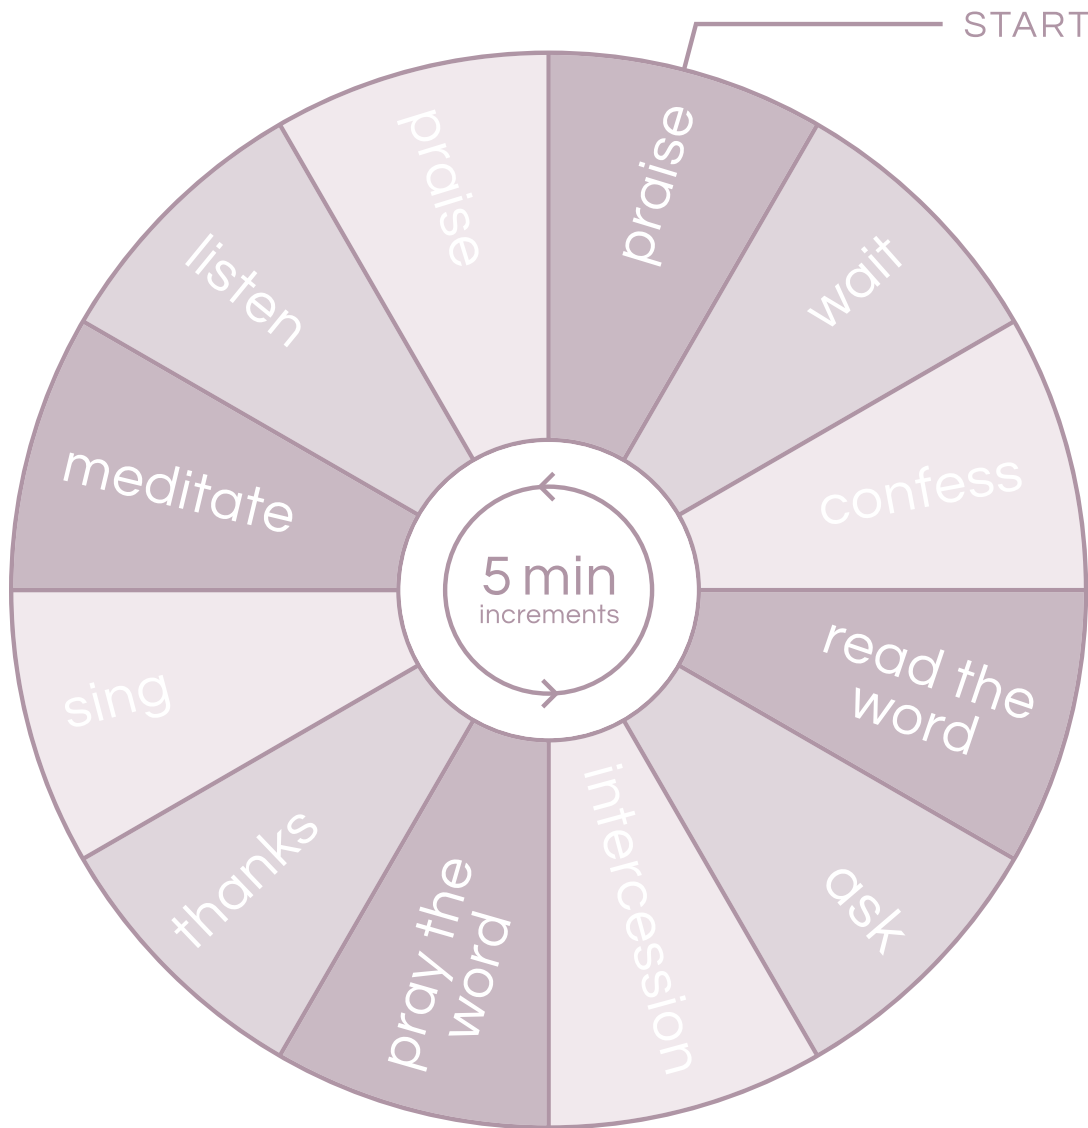 START
praise
wait
confess
read the
word
ask
intercession
pray the
word
thanks
sing
meditate
listen
praise
5 min
increments